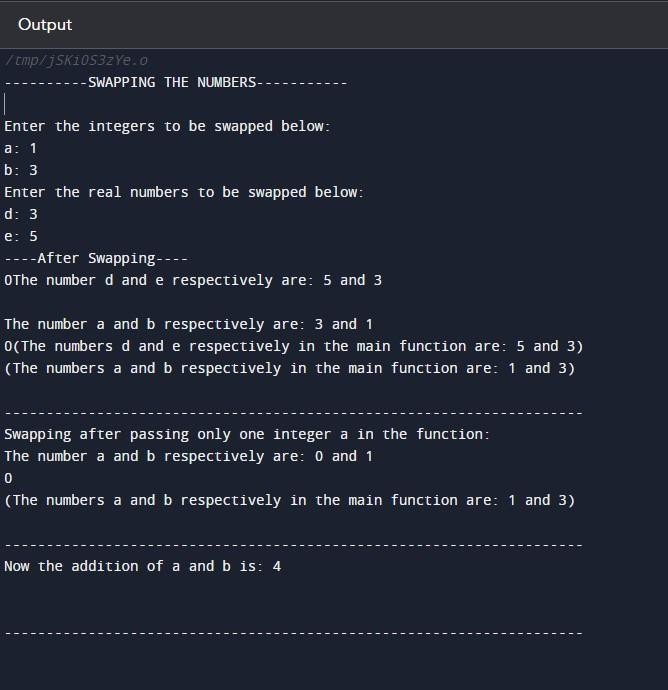 Output
/tmp/jSKiOS3zYe.o
----------SWAPPING THE NUMBERS-----------
Enter the integers to be swapped below:
a: 1
b: 3
Enter the real numbers to be swapped below:
d: 3
e: 5
----After Swapping----
0The number d and e respectively are: 5 and 3
The number a and b respectively are: 3 and 1
0(The numbers d and e respectively in the main function are: 5 and 3)
(The numbers a and b respectively in the main function are: 1 and 3)
---------------------------------------------------------------------
Swapping after passing only one integer a in the function:
The number a and b respectively are: 0 and 1
0
(The numbers a and b respectively in the main function are: 1 and 3)
---------------------------------------------------------------------
Now the addition of a and b is: 4
---------------------------------------------------------------------